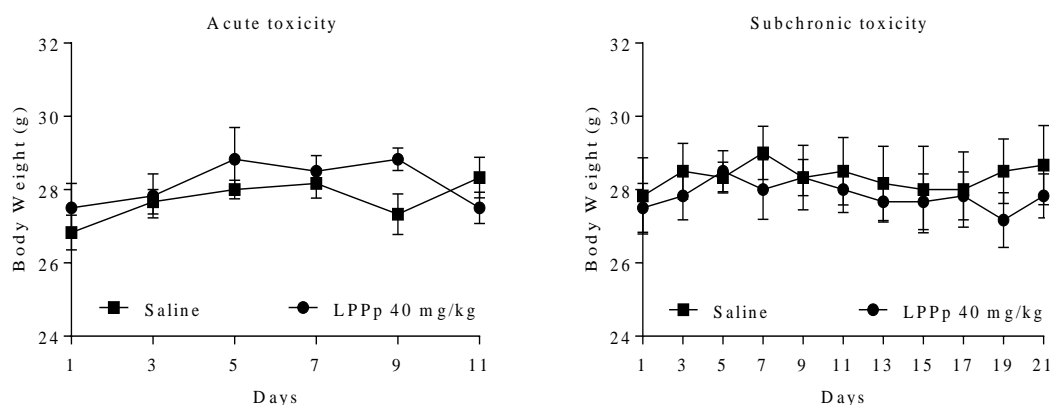 Acute toxicity
32
30
28
26
24
Body Weight (g)
Saline
LPPp 40 mg/kg
1 3 5 7 9 11
Days
Subchronic toxicity
32
30
28
26
24
Body Weight (g)
Saline
LPPp 40 mg/kg
1 3 5 7 9 11 13 15 17 19 21
Days